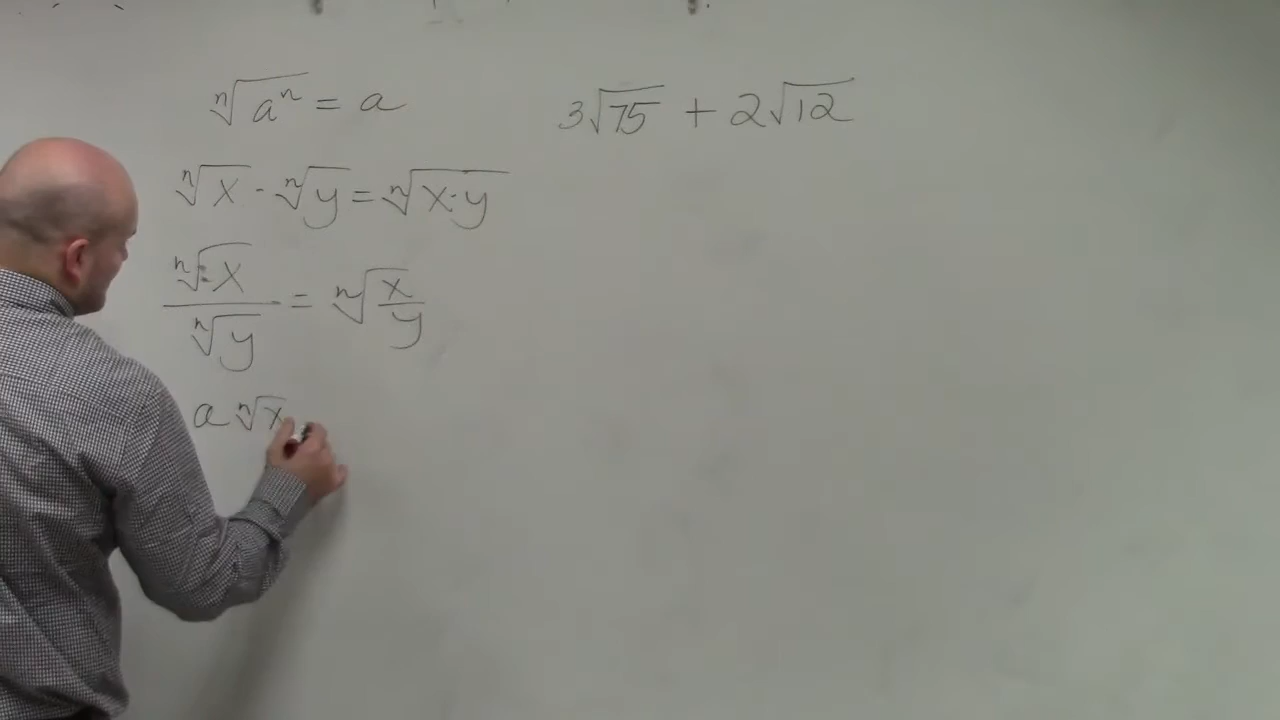 ⁿ√aⁿ = a
3√75 + 2√12
ⁿ√x · ⁿ√y = ⁿ√x·y
ⁿ√x / ⁿ√y = ⁿ√x/y
a ⁿ√x